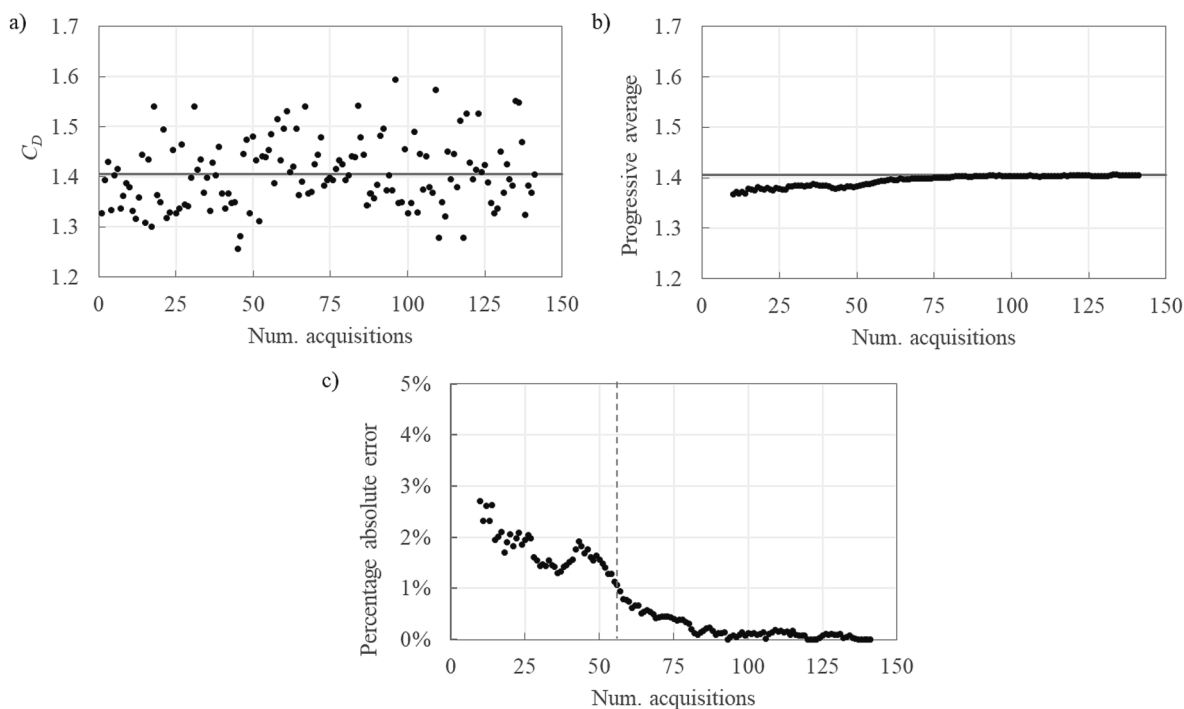 a)
1.7
1.6
1.5
1.4
1.3
1.2
C_D
0 25 50 75 100 125 150
Num. acquisitions
b)
1.7
1.6
1.5
1.4
1.3
1.2
Progressive average
0 25 50 75 100 125 150
Num. acquisitions
c)
5%
4%
3%
2%
1%
0%
Percentage absolute error
0 25 50 75 100 125 150
Num. acquisitions